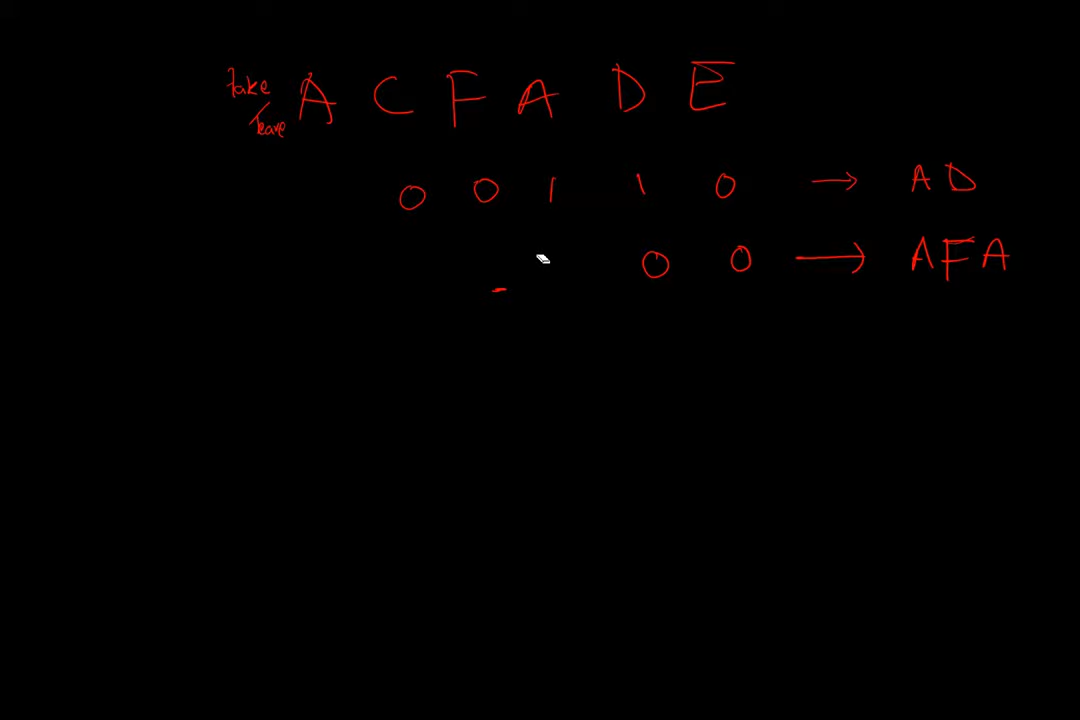 Take A C F A D E
Leave
0 0 1 1 0 → A D
0 0 → A F A